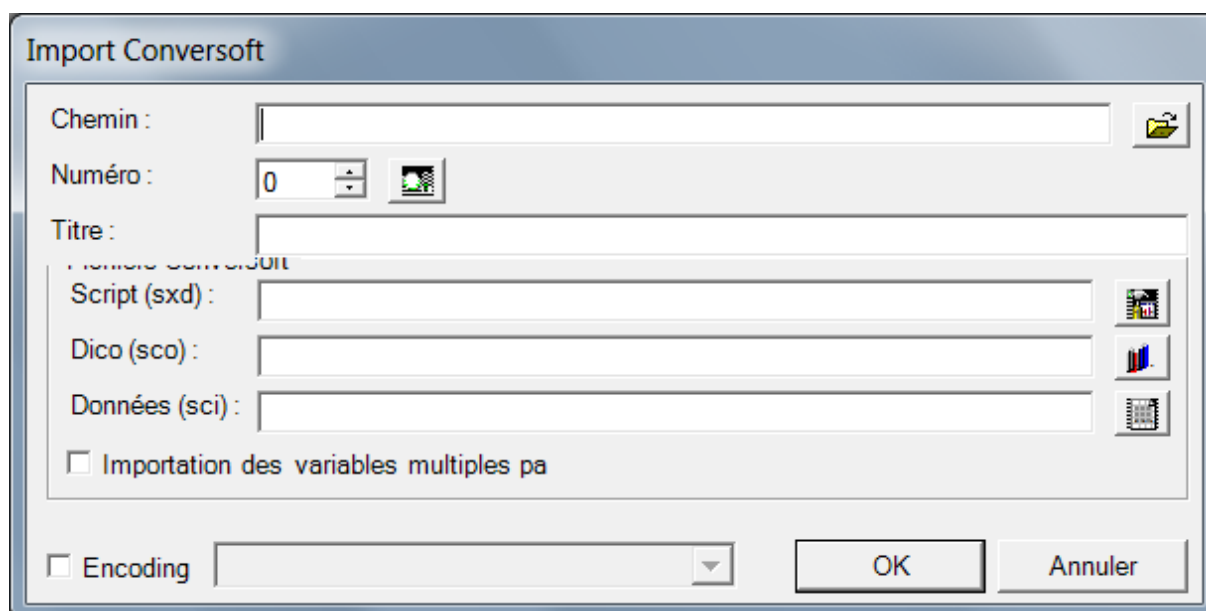 Import Conversoft
Chemin :
Numéro :
0
Titre :
Conversoft
Script (sxd) :
Dico (sco) :
Données (sci) :
Importation des variables multiples pa
Encoding
OK
Annuler